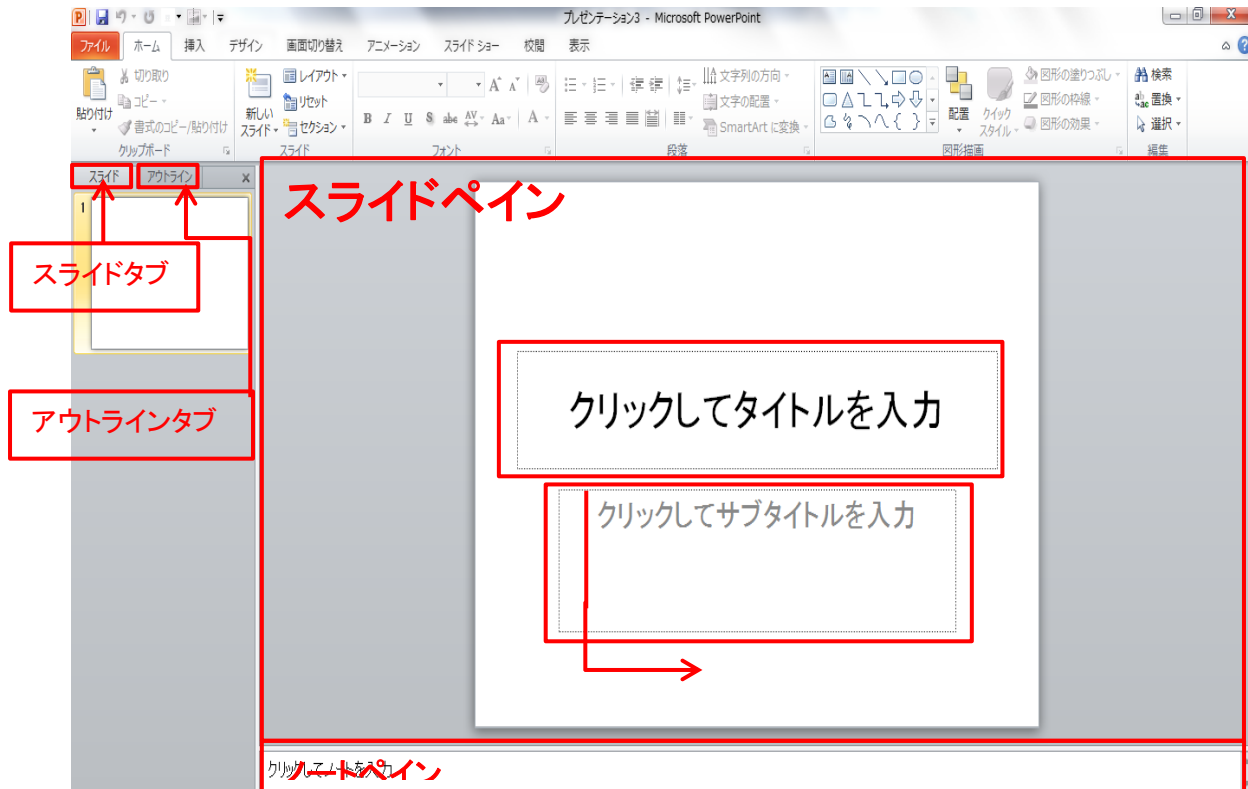 プレゼンテーション3 - Microsoft PowerPoint
ファイル ホーム 挿入 デザイン 画面切り替え アニメーション スライド ショー 校閲 表示
貼り付け
切り取り
コピー
書式のコピー/貼り付け
クリップボード
新しい
スライド
レイアウト
リセット
セクション
スライド
B I U S abc AV Aa A
フォント
文字列の方向
文字の配置
SmartArt に変換
段落
配置
クイック
スタイル
図形の塗りつぶし
図形の枠線
図形の効果
図形描画
検索
置換
選択
編集
スライド アウトライン x
1
スライドペイン
スライドタブ
アウトラインタブ
クリックしてタイトルを入力
クリックしてサブタイトルを入力
クリックしてノートを入力
ノートペイン